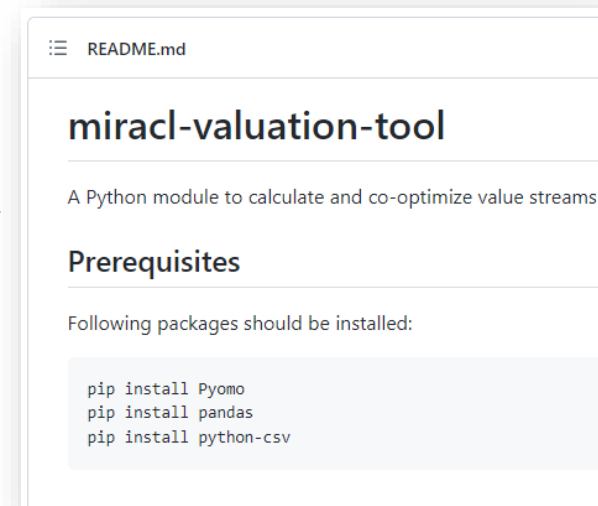 README.md
miracl-valuation-tool
A Python module to calculate and co-optimize value streams
Prerequisites
Following packages should be installed:
pip install Pyomo
pip install pandas
pip install python-csv